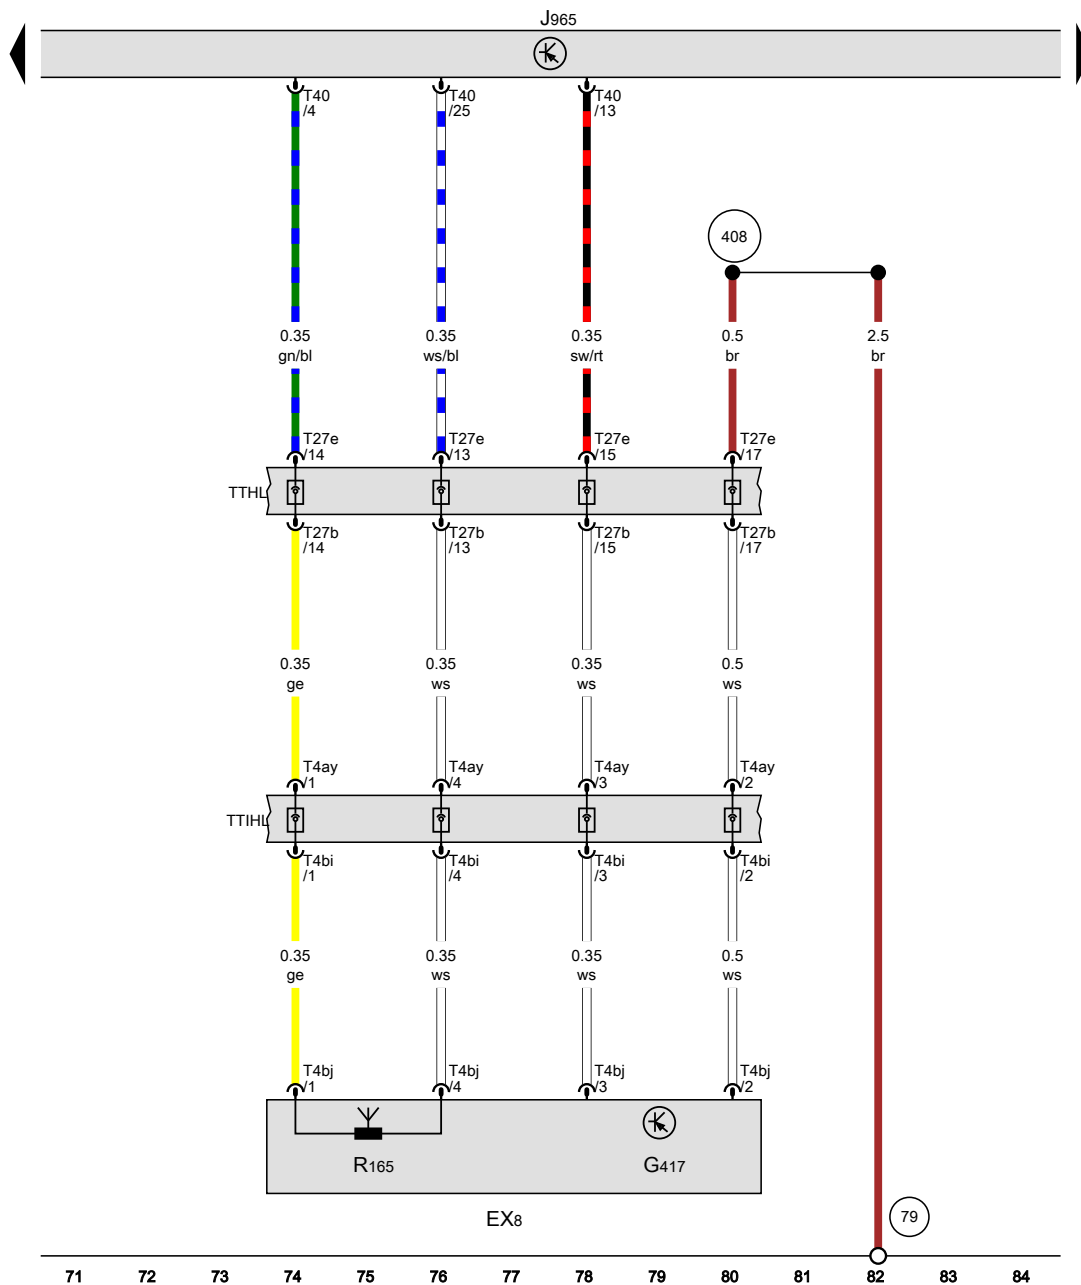 J965
T40 T40 T40
/4 /25 /13
408
0.35 0.35 0.35 0.5 2.5
gn/bl ws/bl sw/rt br br
T27e T27e T27e T27e
/14 /13 /15 /17
TTHL
T27b T27b T27b T27b
/14 /13 /15 /17
0.35 0.35 0.35 0.5
ge ws ws ws
T4ay T4ay T4ay T4ay
/1 /4 /3 /2
TTIHL
T4bi T4bi T4bi T4bi
/1 /4 /3 /2
0.35 0.35 0.35 0.5
ge ws ws ws
T4bj T4bj T4bj T4bj
/1 /4 /3 /2
R165 G417
EX8
79
71 72 73 74 75 76 77 78 79 80 81 82 83 84